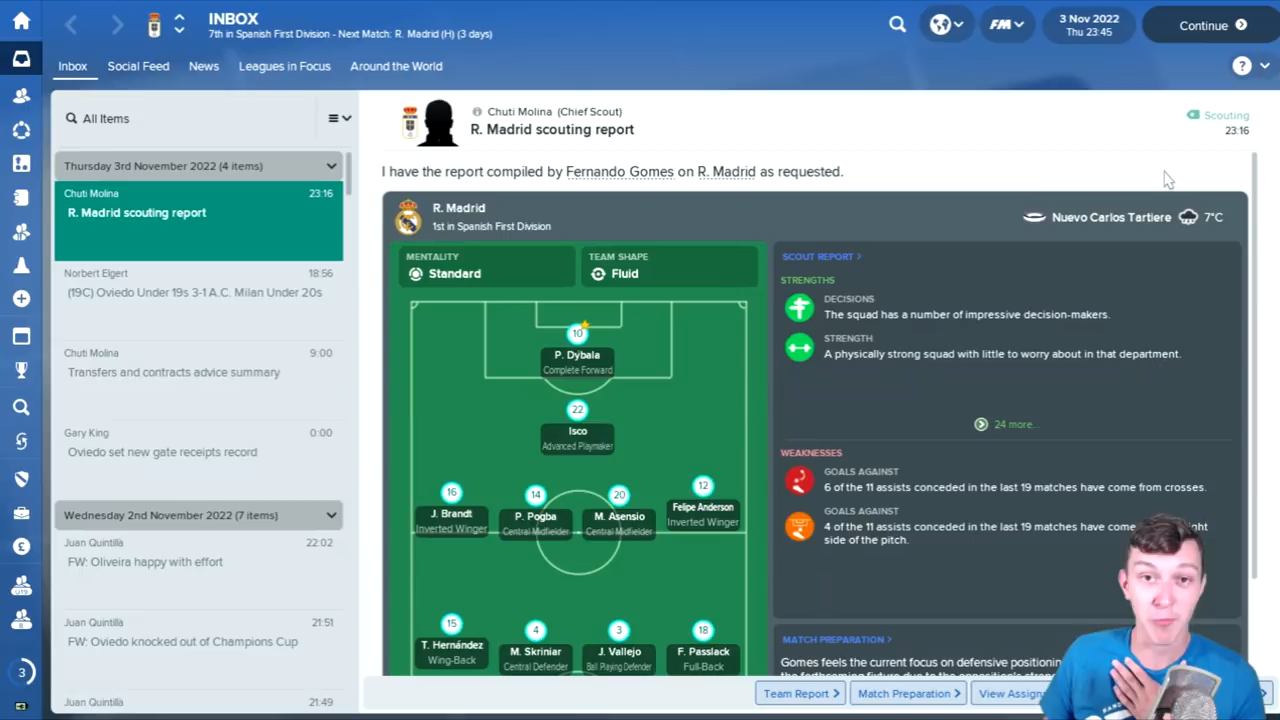 INBOX
7th in Spanish First Division - Next Match: R. Madrid (H) (3 days)
FM
3 Nov 2022
Thu 23:45
Continue
Inbox
Social Feed
News
Leagues in Focus
Around the World
?
All Items
Thursday 3rd November 2022 (4 items)
Chuti Molina
23:16
R. Madrid scouting report
Norbert Elgert
18:56
(19C) Oviedo Under 19s 3-1 A.C. Milan Under 20s
Chuti Molina
9:00
Transfers and contracts advice summary
Gary King
0:00
Oviedo set new gate receipts record
Wednesday 2nd November 2022 (7 items)
Juan Quintillá
22:02
FW: Oliveira happy with effort
Juan Quintillá
21:51
FW: Oviedo knocked out of Champions Cup
Juan Quintillá
21:49
Chuti Molina (Chief Scout)
R. Madrid scouting report
Scouting
23:16
I have the report compiled by Fernando Gomes on R. Madrid as requested.
R. Madrid
1st in Spanish First Division
Nuevo Carlos Tartiere
7°C
MENTALITY
Standard
TEAM SHAPE
Fluid
10
P. Dybala
Complete Forward
22
Isco
Advanced Playmaker
16
J. Brandt
Inverted Winger
14
P. Pogba
Central Midfielder
20
M. Asensio
Central Midfielder
12
Felipe Anderson
Inverted Winger
15
T. Hernández
Wing-Back
4
M. Skriniar
Central Defender
3
J. Vallejo
Ball Playing Defender
18
F. Passlack
Full-Back
SCOUT REPORT >
STRENGTHS
DECISIONS
The squad has a number of impressive decision-makers.
STRENGTH
A physically strong squad with little to worry about in that department.
24 more...
WEAKNESSES
GOALS AGAINST
6 of the 11 assists conceded in the last 19 matches have come from crosses.
GOALS AGAINST
4 of the 11 assists conceded in the last 19 matches have come
side of the pitch.
MATCH PREPARATION >
Gomes feels the current focus on defensive positioning
Team Report >
Match Preparation >
View
3
U19
B